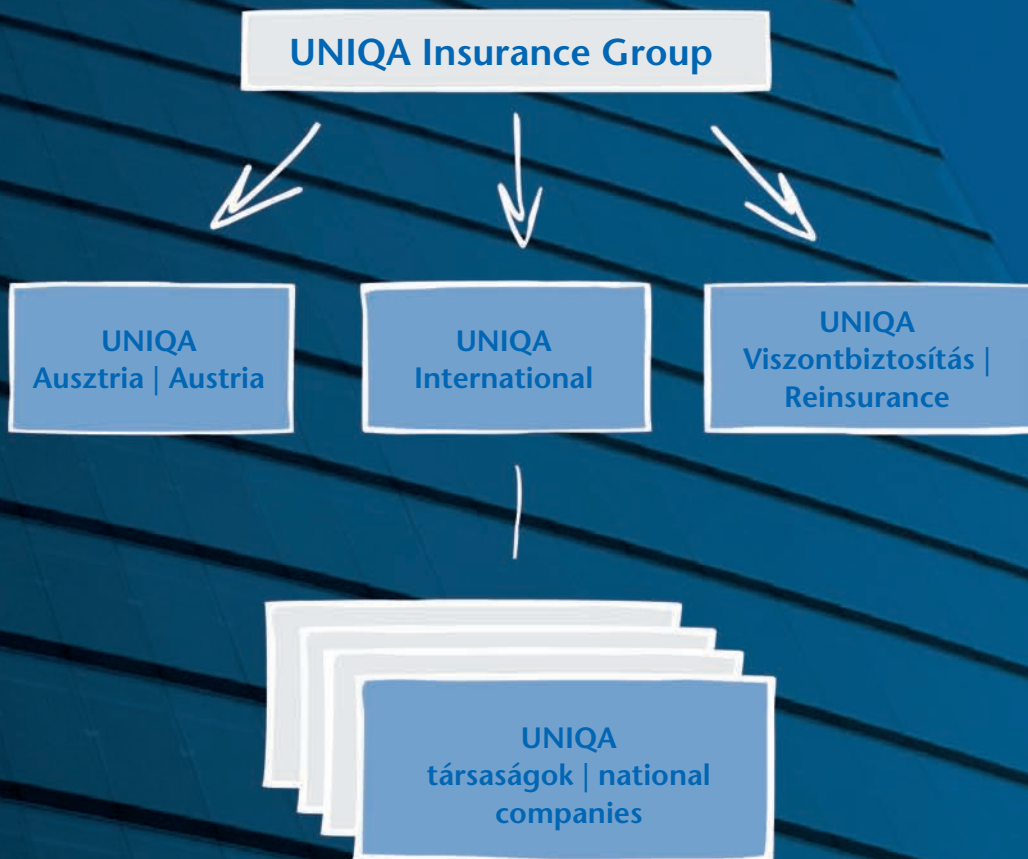 UNIQA Insurance Group
UNIQA
Ausztria | Austria
UNIQA
International
UNIQA
Viszontbiztosítás |
Reinsurance
UNIQA
társaságok | national
companies